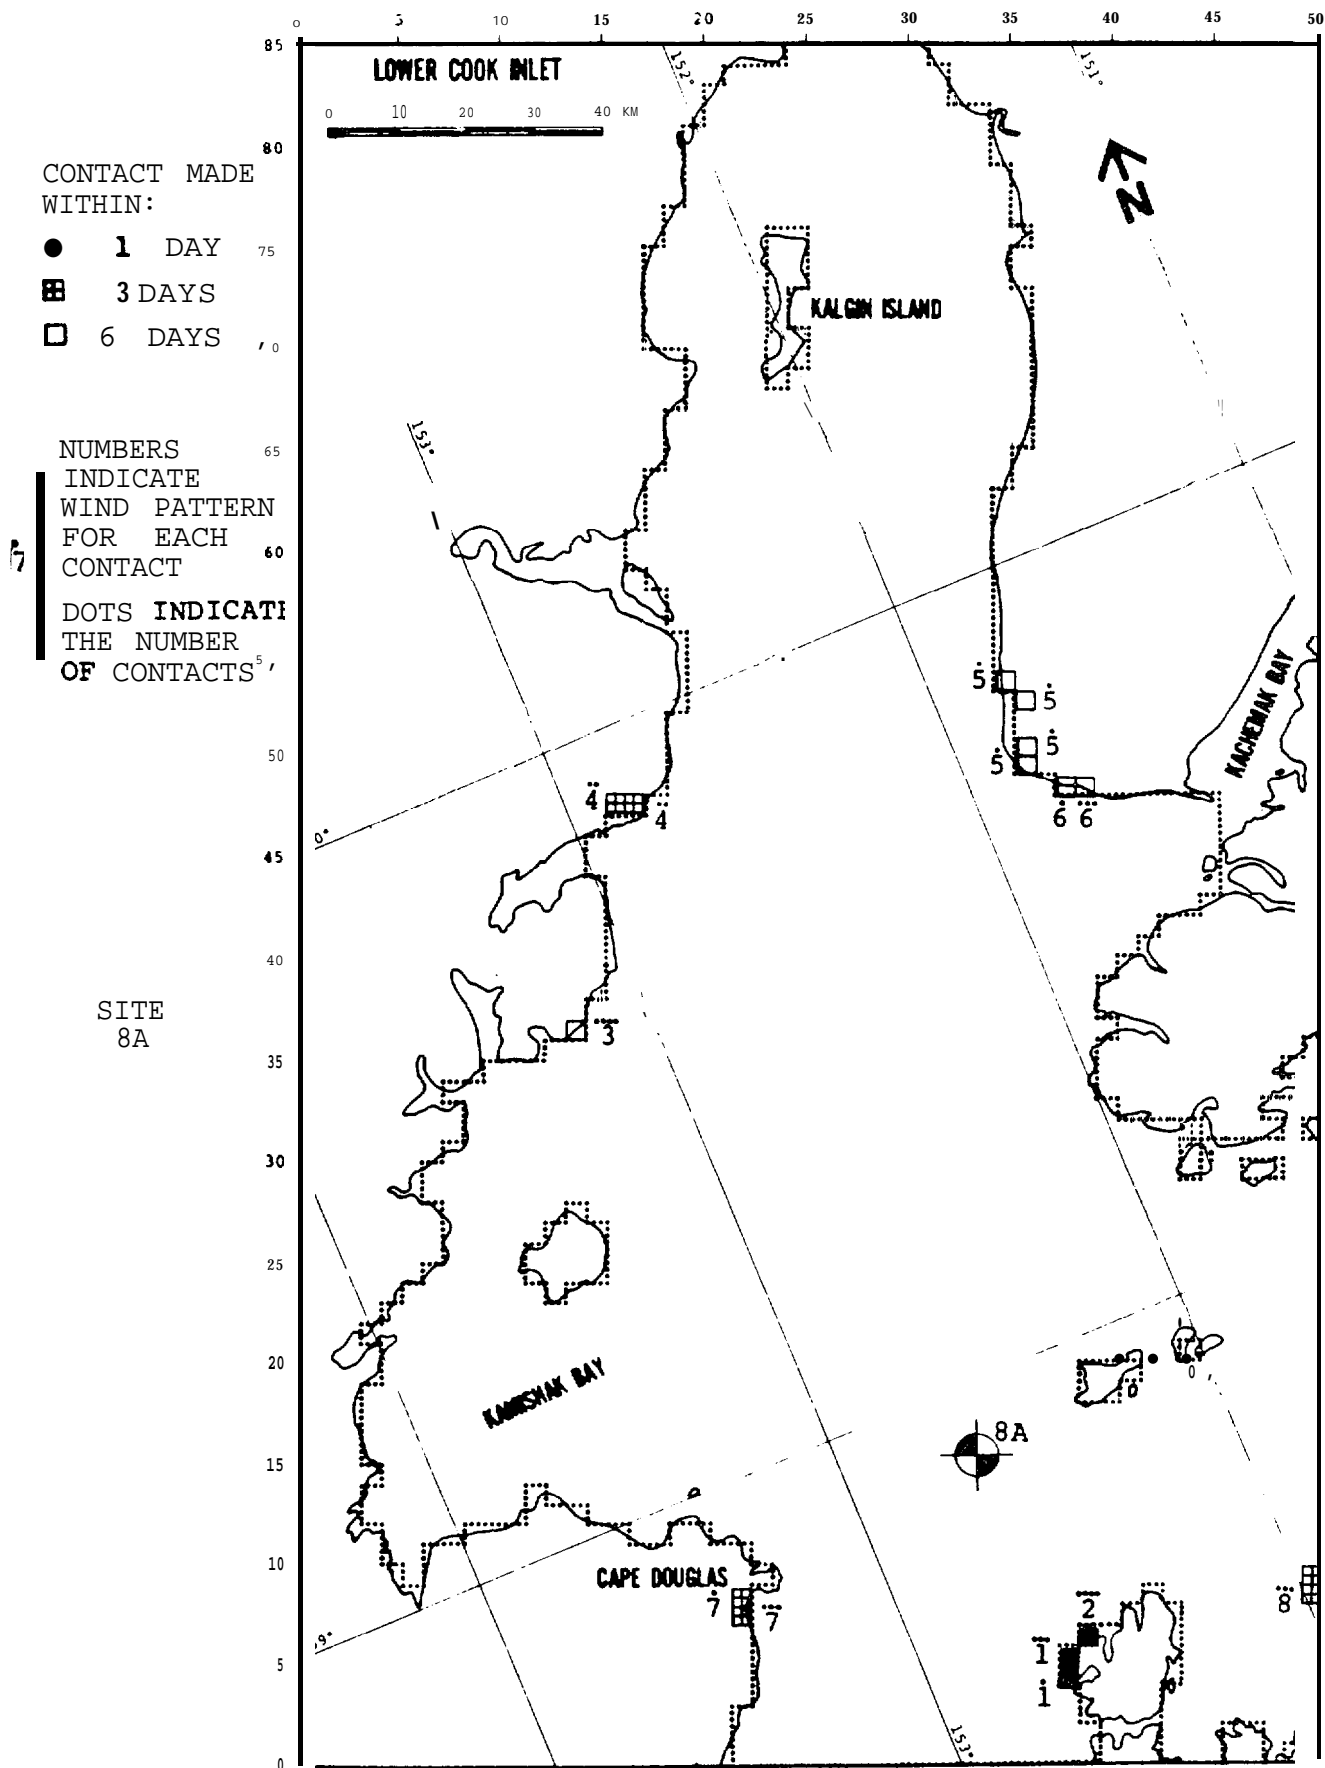 0 5 10 15 20 25 30 35 40 45 50
85
LOWER COOK INLET
0 10 20 30 40 KM
152°
151°
80
N
CONTACT MADE
WITHIN:
1 DAY
75
3 DAYS
6 DAYS
KALGIN ISLAND
153°
NUMBERS
65
INDICATE
WIND PATTERN
FOR EACH
60
CONTACT
DOTS INDICATE
THE NUMBER
OF CONTACTS
5
5
5
5
KACHEMAK BAY
50
4
4
6 6
0°
45
40
SITE
8A
3
35
30
25
20
KAMISHAK BAY
8A
15
10
CAPE DOUGLAS
7
7
8
2
1
1
9°
5
153°
0